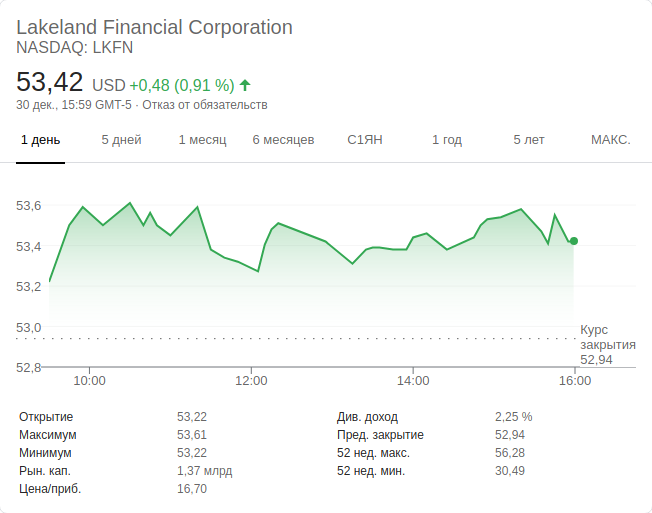 Lakeland Financial Corporation
NASDAQ: LKFN
53,42 USD +0,48 (0,91 %)
30 дек., 15:59 GMT-5 · Отказ от обязательств
1 день 5 дней 1 месяц 6 месяцев С1ЯН 1 год 5 лет МАКС.
53,6
53,4
53,2
53,0
Курс
закрытия
52,94
52,8
10:00 12:00 14:00 16:00
Открытие 53,22 Див. доход 2,25 %
Максимум 53,61 Пред. закрытие 52,94
Минимум 53,22 52 нед. макс. 56,28
Рын. кап. 1,37 млрд 52 нед. мин. 30,49
Цена/приб. 16,70